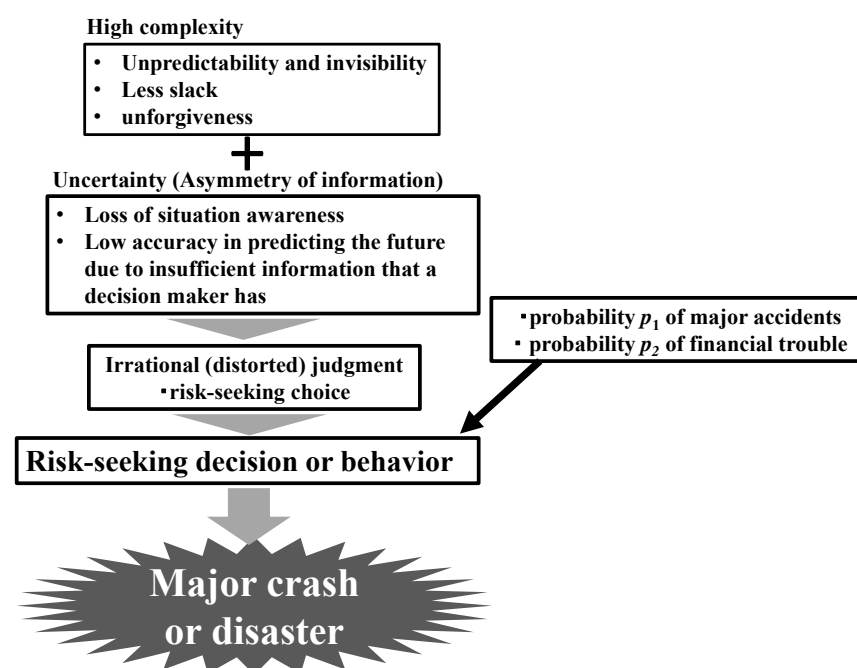 High complexity
• Unpredictability and invisibility
• Less slack
• unforgiveness
+
Uncertainty (Asymmetry of information)
• Loss of situation awareness
• Low accuracy in predicting the future
due to insufficient information that a
decision maker has
▪probability p1 of major accidents
▪ probability p2 of financial trouble
Irrational (distorted) judgment
▪risk-seeking choice
Risk-seeking decision or behavior
Major crash
or disaster